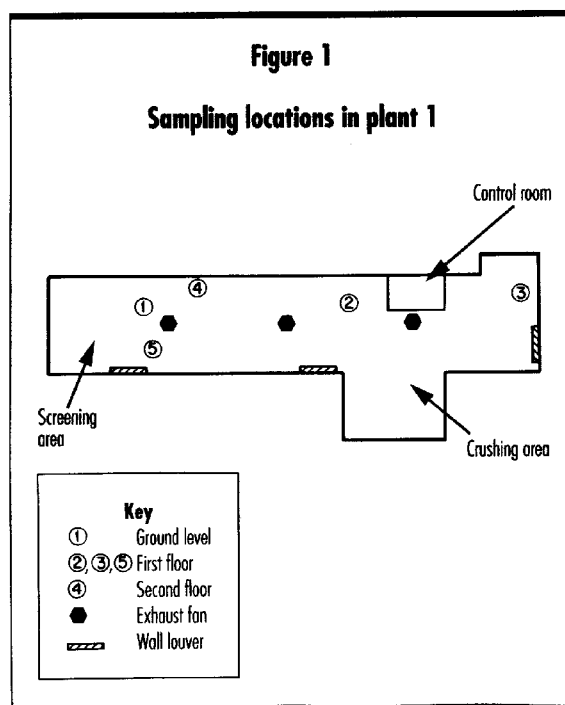 Figure 1
Sampling locations in plant 1
Control room
④
①
②
③
⑤
Screening
area
Crushing area
Key
① Ground level
②, ③, ⑤ First floor
④ Second floor
Exhaust fan
Wall louver